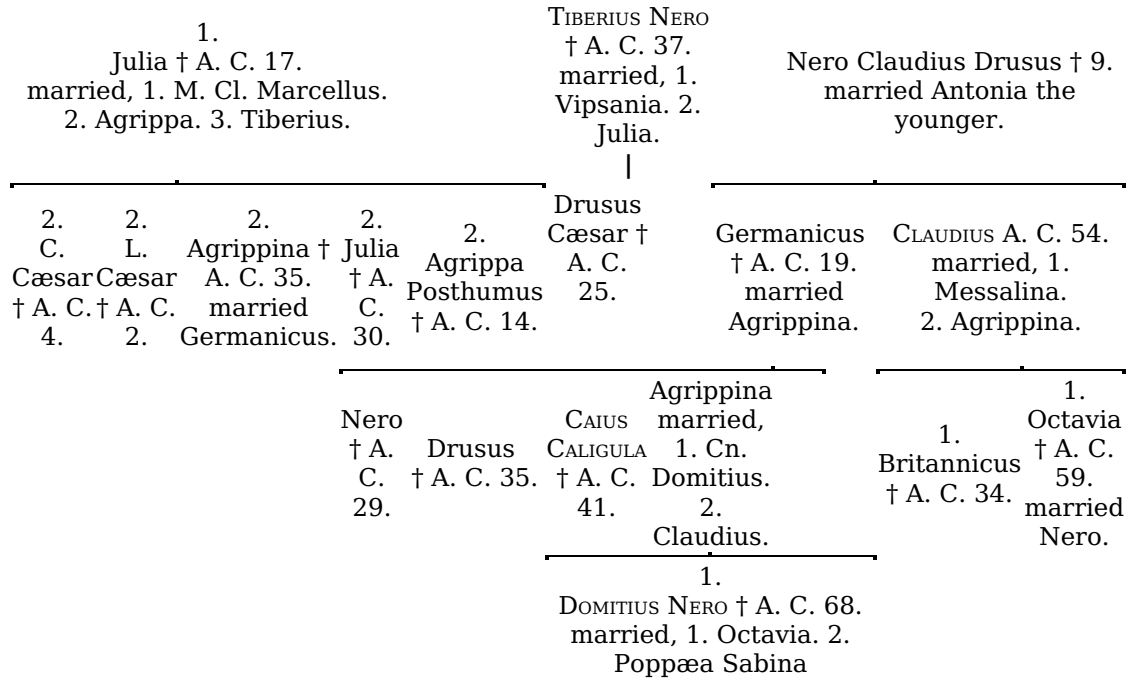 1.
Julia † A. C. 17.
married, 1. M. Cl. Marcellus.
2. Agrippa. 3. Tiberius.
Tiberius Nero
† A. C. 37.
married, 1.
Vipsania. 2.
Julia.
Nero Claudius Drusus † 9.
married Antonia the
younger.
2.
C.
Cæsar
† A. C.
4.
2.
L.
Cæsar
† A. C.
2.
2.
Agrippina †
A. C. 35.
married
Germanicus.
2.
Julia
† A.
C.
30.
2.
Agrippa
Posthumus
† A. C. 14.
Drusus
Cæsar †
A. C.
25.
Germanicus
† A. C. 19.
married
Agrippina.
Claudius A. C. 54.
married, 1.
Messalina.
2. Agrippina.
Nero
† A.
C.
29.
Drusus
† A. C. 35.
Caius
Caligula
† A. C.
41.
Agrippina
married,
1. Cn.
Domitius.
2.
Claudius.
1.
Britannicus
† A. C. 34.
1.
Octavia
† A. C.
59.
married
Nero.
1.
Domitius Nero † A. C. 68.
married, 1. Octavia. 2.
Poppæa Sabina